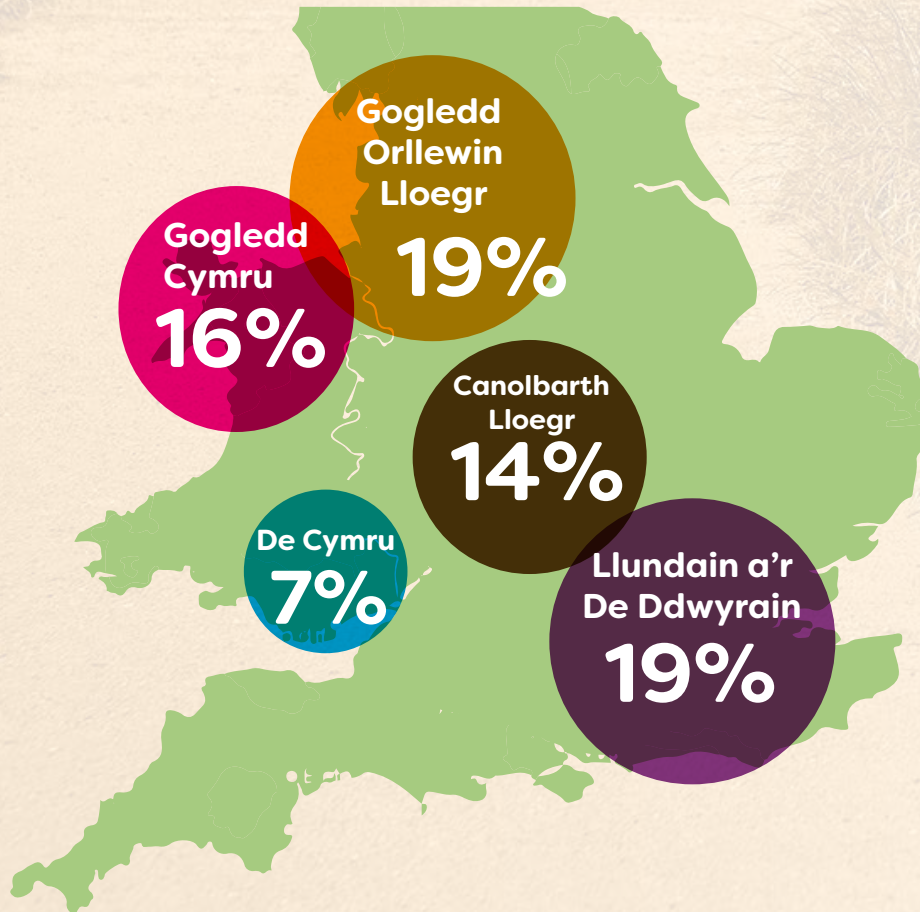 Gogledd
Orllewin
Lloegr
19%
Gogledd
Cymru
16%
Canolbarth
Lloegr
14%
De Cymru
7%
Llundain a’r
De Ddwyrain
19%